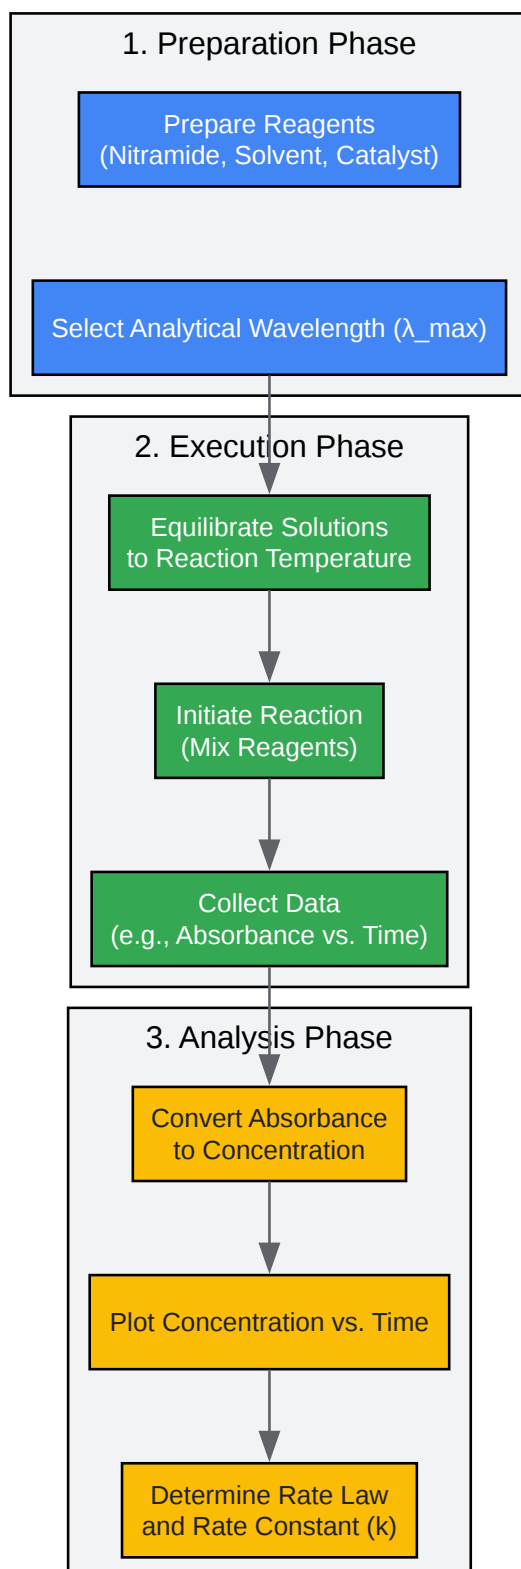 1. Preparation Phase
Prepare Reagents
(Nitramide, Solvent, Catalyst)
Select Analytical Wavelength (λ_max)
2. Execution Phase
Equilibrate Solutions
to Reaction Temperature
Initiate Reaction
(Mix Reagents)
Collect Data
(e.g., Absorbance vs. Time)
3. Analysis Phase
Convert Absorbance
to Concentration
Plot Concentration vs. Time
Determine Rate Law
and Rate Constant (k)